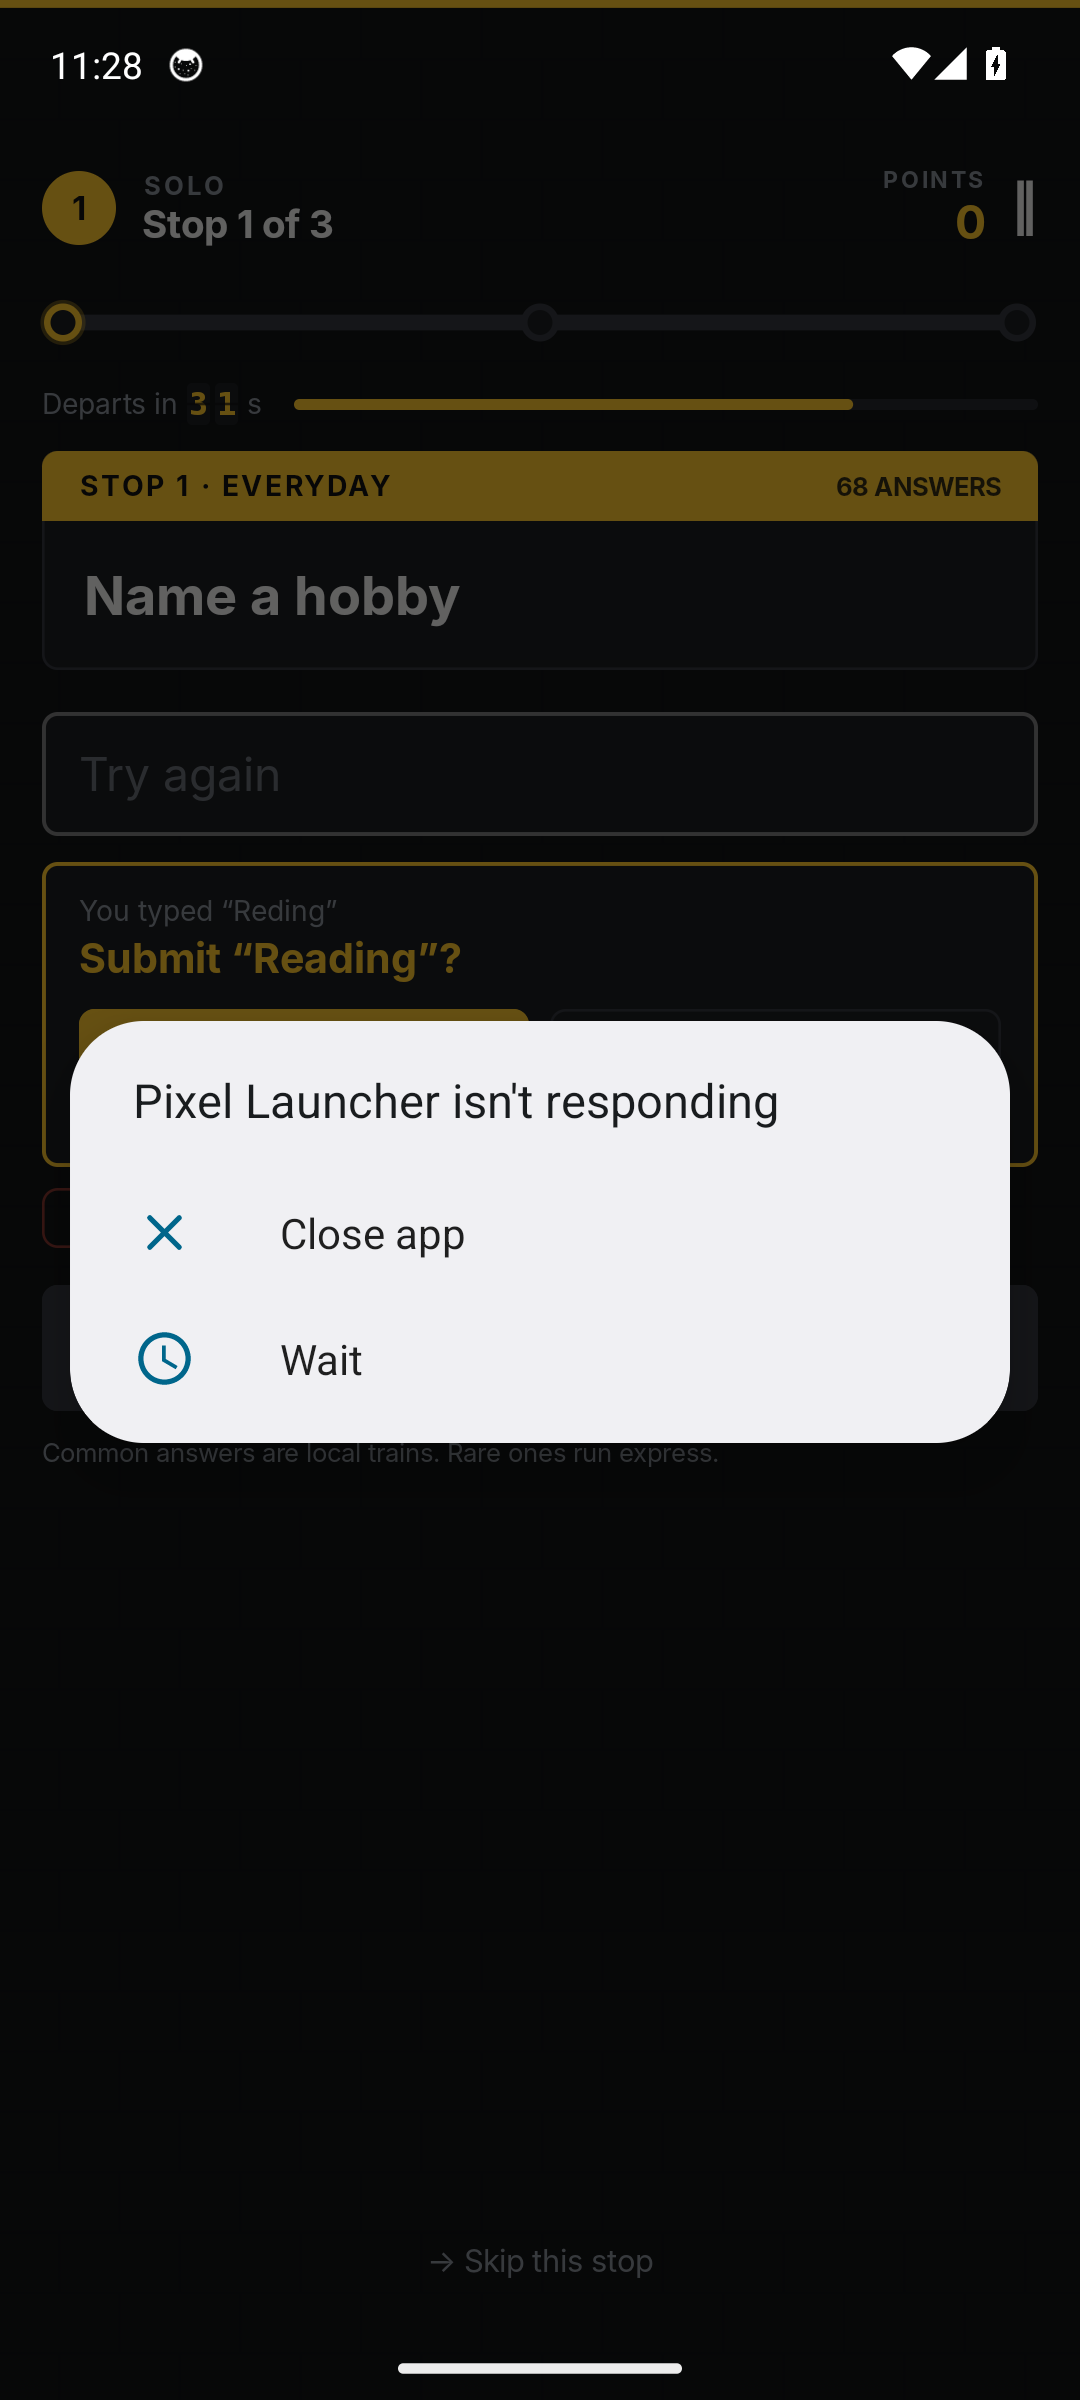 11:28
1
SOLO
Stop 1 of 3
POINTS
0
Departs in 31 s
STOP 1 · EVERYDAY
68 ANSWERS
Name a hobby
Try again
You typed “Reding”
Submit “Reading”?
Pixel Launcher isn't responding
Close app
Wait
Common answers are local trains. Rare ones run express.
→ Skip this stop